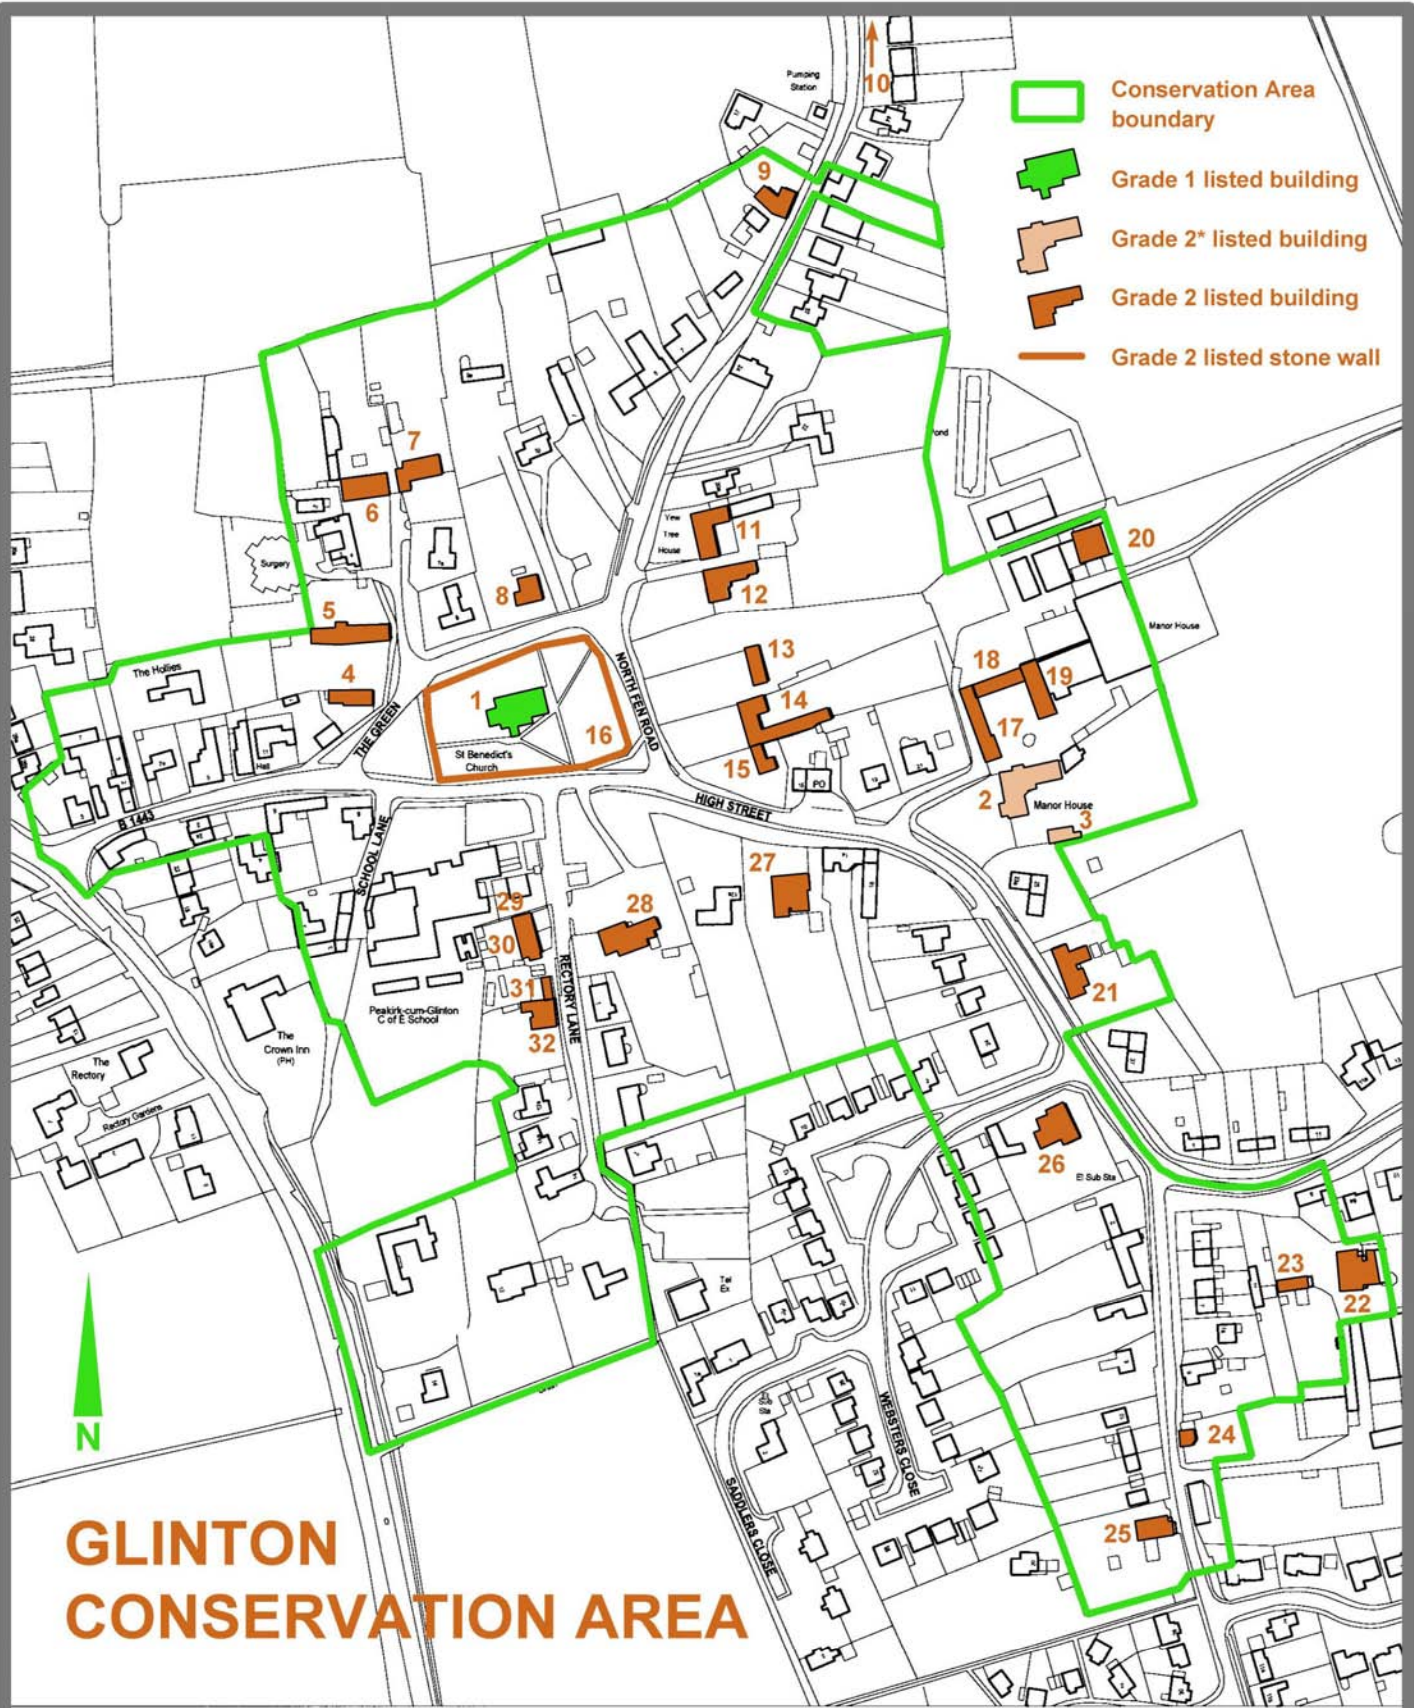 Pumping
Station
10
Conservation Area
boundary
Grade 1 listed building
Grade 2* listed building
Grade 2 listed building
Grade 2 listed stone wall
9
7
6
Surgery
8
5
4
The Hollies
Yew
Tree
House
11
12
13
14
15
20
Manor House
18
19
17
2
Manor House
3
1
16
St Benedict's
Church
THE GREEN
NORTH FEN ROAD
HIGH STREET
PO
Hall
B 1443
SCHOOL LANE
27
28
29
30
31
32
RECTORY LANE
Peakirk-cum-Glinton
C of E School
The
Crown Inn
(PH)
The
Rectory
Rectory Gardens
21
26
El Sub Sta
23
22
Tel
Ex
24
25
WEBSTERS CLOSE
SADDLERS CLOSE
N
GLINTON
CONSERVATION AREA